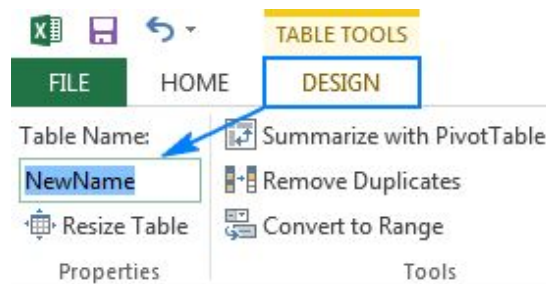 TABLE TOOLS
FILE HOME DESIGN
Table Name: Summarize with PivotTable
NewName Remove Duplicates
Resize Table Convert to Range
Properties Tools